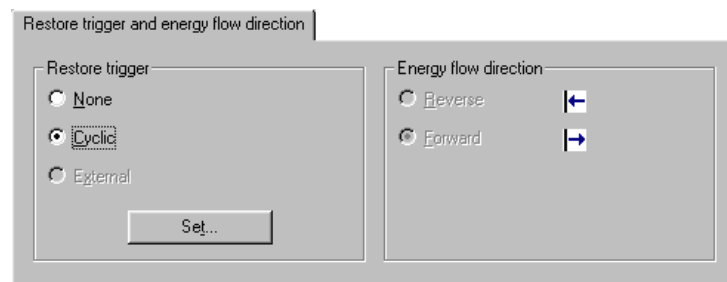 Restore trigger and energy flow direction
Restore trigger
None
Cyclic
External
Set...
Energy flow direction
Reverse
Forward